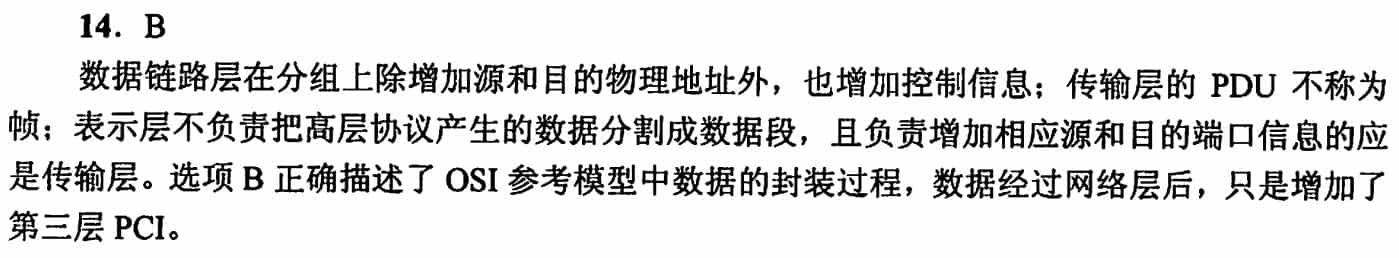 14. B
数据链路层在分组上除增加源和目的物理地址外，也增加控制信息；传输层的 PDU 不称为
帧；表示层不负责把高层协议产生的数据分割成数据段，且负责增加相应源和目的端口信息的应
是传输层。选项 B 正确描述了 OSI 参考模型中数据的封装过程，数据经过网络层后，只是增加了
第三层 PCI。